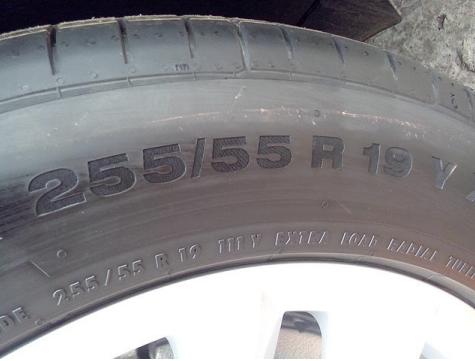 255/55 R 19 Y
255/55 R 19 111 Y EXTRA LOAD RADIAL